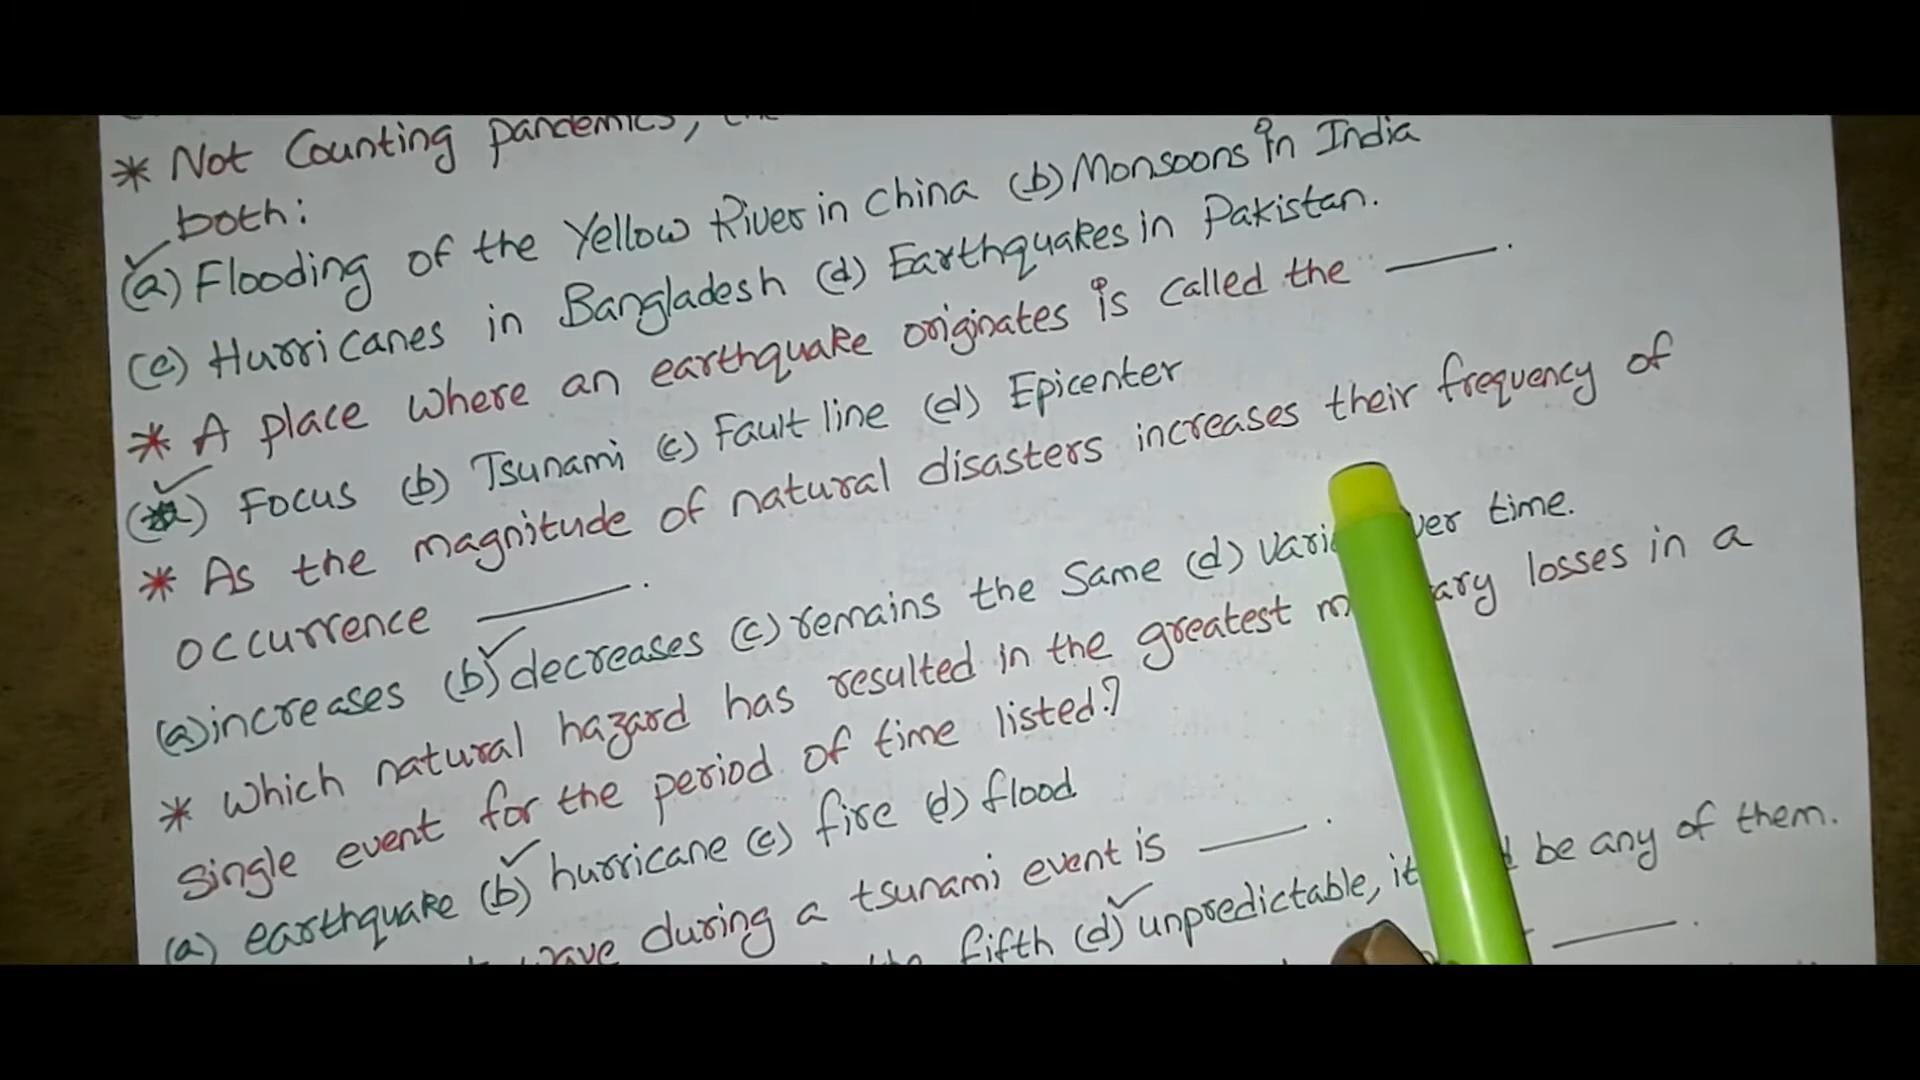 * Not Counting pandemics,
both:
(a) Flooding of the Yellow River in China (b) Monsoons in India
(c) Hurricanes in Bangladesh (d) Earthquakes in Pakistan.
* A place where an earthquake originates is called the ____.
(a) Focus (b) Tsunami (c) Fault line (d) Epicenter
* As the magnitude of natural disasters increases their frequency of
occurrence ____.
(a) increases (b) decreases (c) remains the Same (d) time.
* Which natural hazard has resulted in the greatest losses in a
Single event for the period of time listed?
(a) earthquake (b) hurricane (c) fire (d) flood
wave during a tsunami event is ____.
fifth (d) unpredictable, it be any of them.